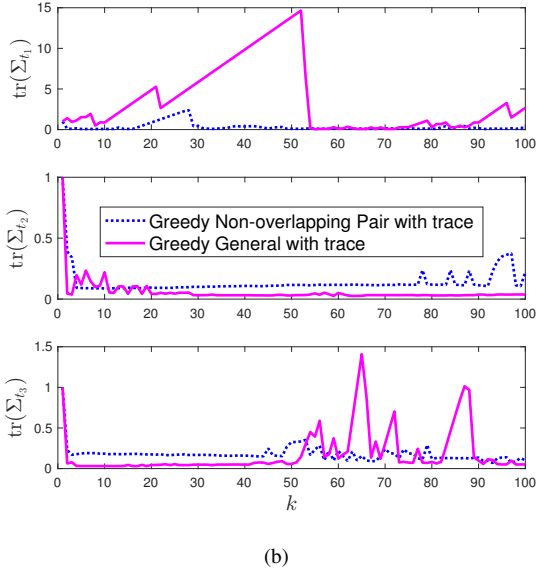 15
10
5
0
tr(Σ_{t_1})
0 10 20 30 40 50 60 70 80 90 100
1
0.5
0
tr(Σ_{t_2})
Greedy Non-overlapping Pair with trace
Greedy General with trace
0 10 20 30 40 50 60 70 80 90 100
1.5
1
0.5
0
tr(Σ_{t_3})
0 10 20 30 40 50 60 70 80 90 100
k
(b)